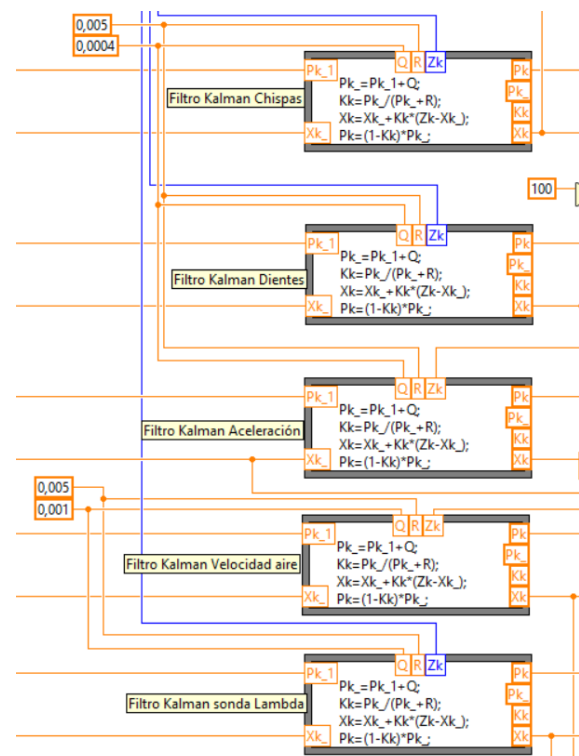 0,005
0,0004
Q R Zk
Pk_1
Pk_=Pk_1+Q;
Kk=Pk_/(Pk_+R);
Xk=Xk_+Kk*(Zk-Xk_);
Pk=(1-Kk)*Pk_;
Pk
Pk_
Kk
Xk
Filtro Kalman Chispas
Xk_
100
Q R Zk
Pk_1
Pk_=Pk_1+Q;
Kk=Pk_/(Pk_+R);
Xk=Xk_+Kk*(Zk-Xk_);
Pk=(1-Kk)*Pk_;
Pk
Pk_
Kk
Xk
Filtro Kalman Dientes
Xk_
Q R Zk
Pk_1
Pk_=Pk_1+Q;
Kk=Pk_/(Pk_+R);
Xk=Xk_+Kk*(Zk-Xk_);
Pk=(1-Kk)*Pk_;
Pk
Pk_
Kk
Xk
Filtro Kalman Aceleración
Xk_
0,005
0,001
Q R Zk
Pk_1
Pk_=Pk_1+Q;
Kk=Pk_/(Pk_+R);
Xk=Xk_+Kk*(Zk-Xk_);
Pk=(1-Kk)*Pk_;
Pk
Pk_
Kk
Xk
Filtro Kalman Velocidad aire
Xk_
Q R Zk
Pk_1
Pk_=Pk_1+Q;
Kk=Pk_/(Pk_+R);
Xk=Xk_+Kk*(Zk-Xk_);
Pk=(1-Kk)*Pk_;
Pk
Pk_
Kk
Xk
Filtro Kalman sonda Lambda
Xk_